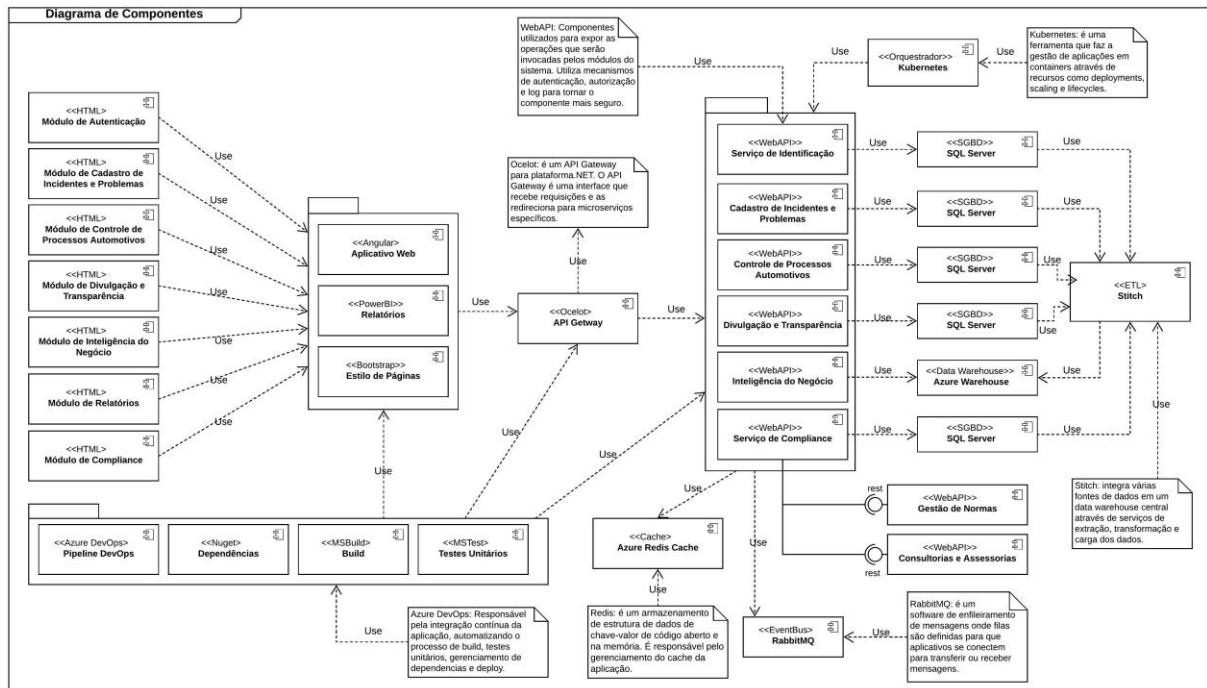 Diagrama de Componentes
WebAPI: Componentes
utilizados para expor as
operações que serão
invocadas pelos módulos do
sistema. Utiliza mecanismos
de autenticação, autorização
e log para tornar o
componente mais seguro.
Use
Use
<<Orquestrador>>
Kubernetes
Use
Kubernetes: é uma
ferramenta que faz a
gestão de aplicações em
containers através de
recursos como deployments,
scaling e lifecycles.
<<HTML>>
Módulo de Autenticação
Use
<<HTML>>
Módulo de Cadastro de
Incidentes e Problemas
Use
<<HTML>>
Módulo de Controle de
Processos Automotivos
Use
<<HTML>>
Módulo de Divulgação e
Transparência
Use
<<HTML>>
Módulo de Inteligência do
Negócio
Use
<<HTML>>
Módulo de Relatórios
Use
<<HTML>>
Módulo de Compliance
Use
<<Angular>>
Aplicativo Web
<<PowerBI>>
Relatórios
<<Bootstrap>>
Estilo de Páginas
Use
Ocelot: é um API Gateway
para plataforma.NET. O API
Gateway é uma interface que
recebe requisições e as
redireciona para microserviços
específicos.
Use
<<Ocelot>>
API Getway
Use
<<WebAPI>>
Serviço de Identificação
Use
<<SGBD>>
SQL Server
Use
<<WebAPI>>
Cadastro de Incidentes e
Problemas
Use
<<SGBD>>
SQL Server
Use
<<WebAPI>>
Controle de Processos
Automotivos
Use
<<SGBD>>
SQL Server
Use
<<WebAPI>>
Divulgação e Transparência
Use
<<SGBD>>
SQL Server
Use
<<ETL>>
Stitch
<<WebAPI>>
Inteligência do Negócio
Use
<<Data Warehouse>>
Azure Warehouse
Use
<<WebAPI>>
Serviço de Compliance
Use
<<SGBD>>
SQL Server
Use
Use
Use
Use
Use
Use
Stitch: integra várias
fontes de dados em um
data warehouse central
através de serviços de
extração, transformação e
carga dos dados.
rest
<<WebAPI>>
Gestão de Normas
rest
<<WebAPI>>
Consultorias e Assessorias
<<Azure DevOps>>
Pipeline DevOps
<<Nuget>>
Dependências
<<MSBuild>>
Build
<<MSTest>>
Testes Unitários
Use
<<Cache>>
Azure Redis Cache
Use
Use
Azure DevOps: Responsável
pela integração contínua da
aplicação, automatizando o
processo de build, testes
unitários, gerenciamento de
dependencias e deploy.
Redis: é um armazenamento
de estrutura de dados de
chave-valor de código aberto e
na memória. É responsável pelo
gerenciamento do cache da
aplicação.
<<EventBus>>
RabbitMQ
Use
RabbitMQ: é um
software de enfileiramento
de mensagens onde filas
são definidas para que
aplicativos se conectem
para transferir ou receber
mensagens.